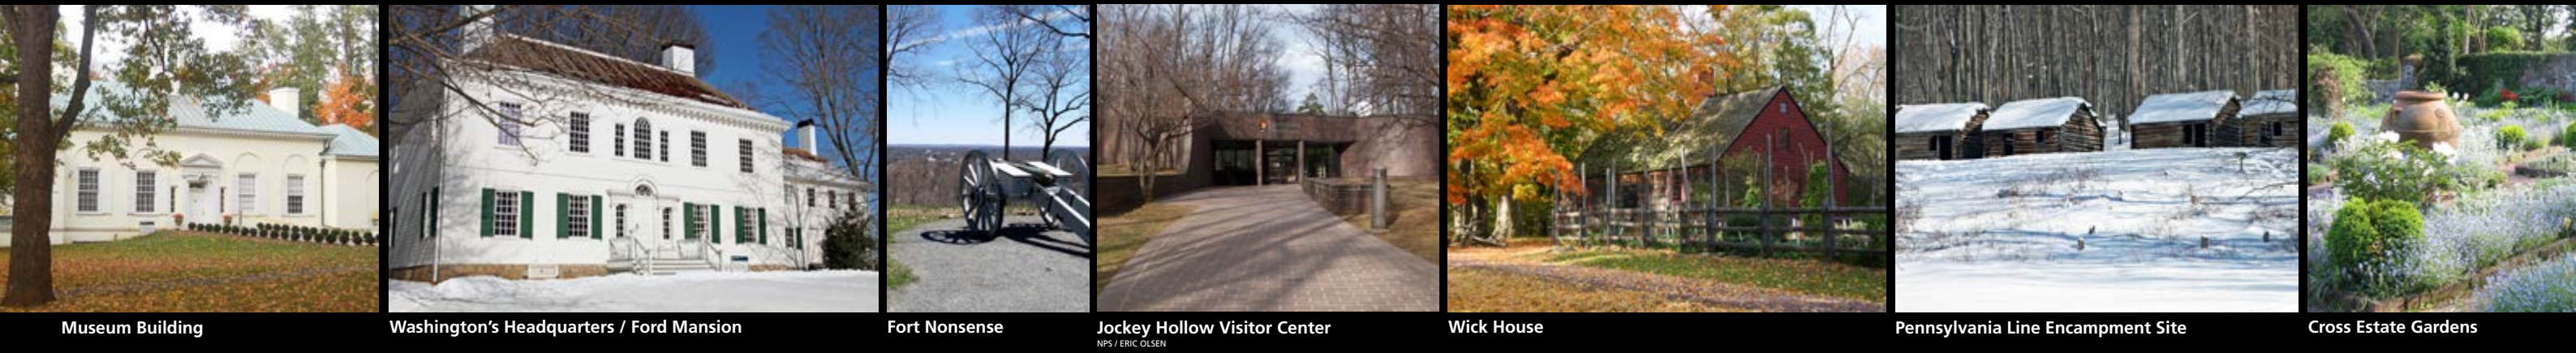 Museum Building
Washington's Headquarters / Ford Mansion
Fort Nonsense
Jockey Hollow Visitor Center
NPS / ERIC OLSEN
Wick House
Pennsylvania Line Encampment Site
Cross Estate Gardens